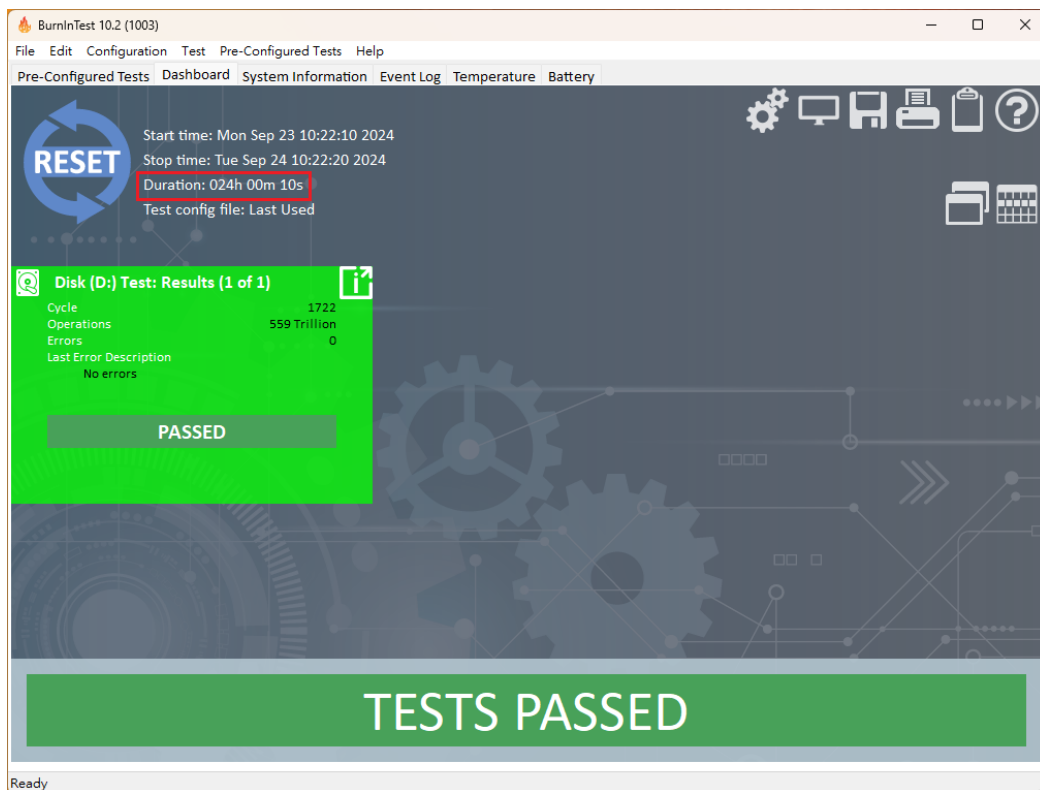 BurnInTest 10.2 (1003)
File Edit Configuration Test Pre-Configured Tests Help
Pre-Configured Tests Dashboard System Information Event Log Temperature Battery
RESET
Start time: Mon Sep 23 10:22:10 2024
Stop time: Tue Sep 24 10:22:20 2024
Duration: 024h 00m 10s
Test config file: Last Used
Disk (D:) Test: Results (1 of 1)
Cycle 1722
Operations 559 Trillion
Errors 0
Last Error Description
No errors
PASSED
TESTS PASSED
Ready